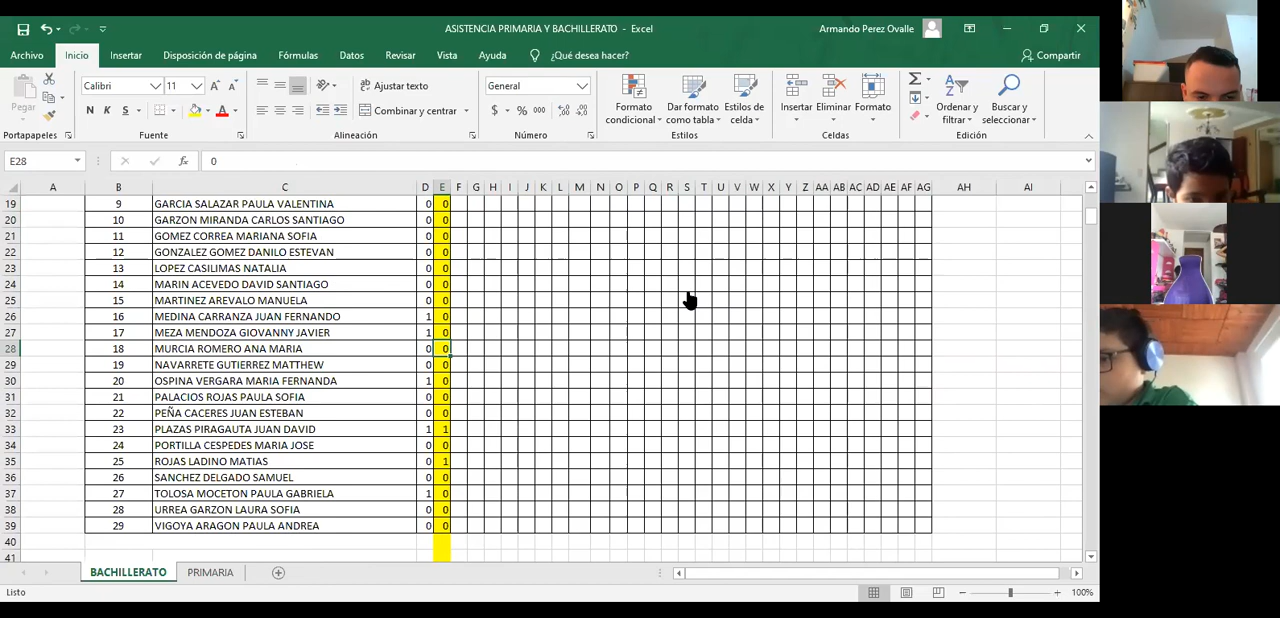 ASISTENCIA PRIMARIA Y BACHILLERATO - Excel
Armando Perez Ovalle
Archivo Inicio Insertar Disposición de página Fórmulas Datos Revisar Vista Ayuda ¿Qué desea hacer? Compartir
Pegar
Calibri 11
N K S
Ajustar texto
Combinar y centrar
General
$ % 000
Formato condicional
Dar formato como tabla
Estilos de celda
Insertar Eliminar Formato
Ordenar y filtrar
Buscar y seleccionar
Portapapeles Fuente Alineación Número Estilos Celdas Edición
E28 fx 0
A B C D E F G H I J K L M N O P Q R S T U V W X Y Z AA AB AC AD AE AF AG AH AI
19 9 GARCIA SALAZAR PAULA VALENTINA 0 0
20 10 GARZON MIRANDA CARLOS SANTIAGO 0 0
21 11 GOMEZ CORREA MARIANA SOFIA 0 0
22 12 GONZALEZ GOMEZ DANILO ESTEVAN 0 0
23 13 LOPEZ CASILIMAS NATALIA 0 0
24 14 MARIN ACEVEDO DAVID SANTIAGO 0 0
25 15 MARTINEZ AREVALO MANUELA 0 0
26 16 MEDINA CARRANZA JUAN FERNANDO 1 0
27 17 MEZA MENDOZA GIOVANNY JAVIER 1 0
28 18 MURCIA ROMERO ANA MARIA 0 0
29 19 NAVARRETE GUTIERREZ MATTHEW 0 0
30 20 OSPINA VERGARA MARIA FERNANDA 1 0
31 21 PALACIOS ROJAS PAULA SOFIA 0 0
32 22 PEÑA CACERES JUAN ESTEBAN 0 0
33 23 PLAZAS PIRAGAUTA JUAN DAVID 1 1
34 24 PORTILLA CESPEDES MARIA JOSE 0 0
35 25 ROJAS LADINO MATIAS 0 1
36 26 SANCHEZ DELGADO SAMUEL 0 0
37 27 TOLOSA MOCETON PAULA GABRIELA 1 0
38 28 URREA GARZON LAURA SOFIA 0 0
39 29 VIGOYA ARAGON PAULA ANDREA 0 0
40
41
BACHILLERATO PRIMARIA
Listo 100%